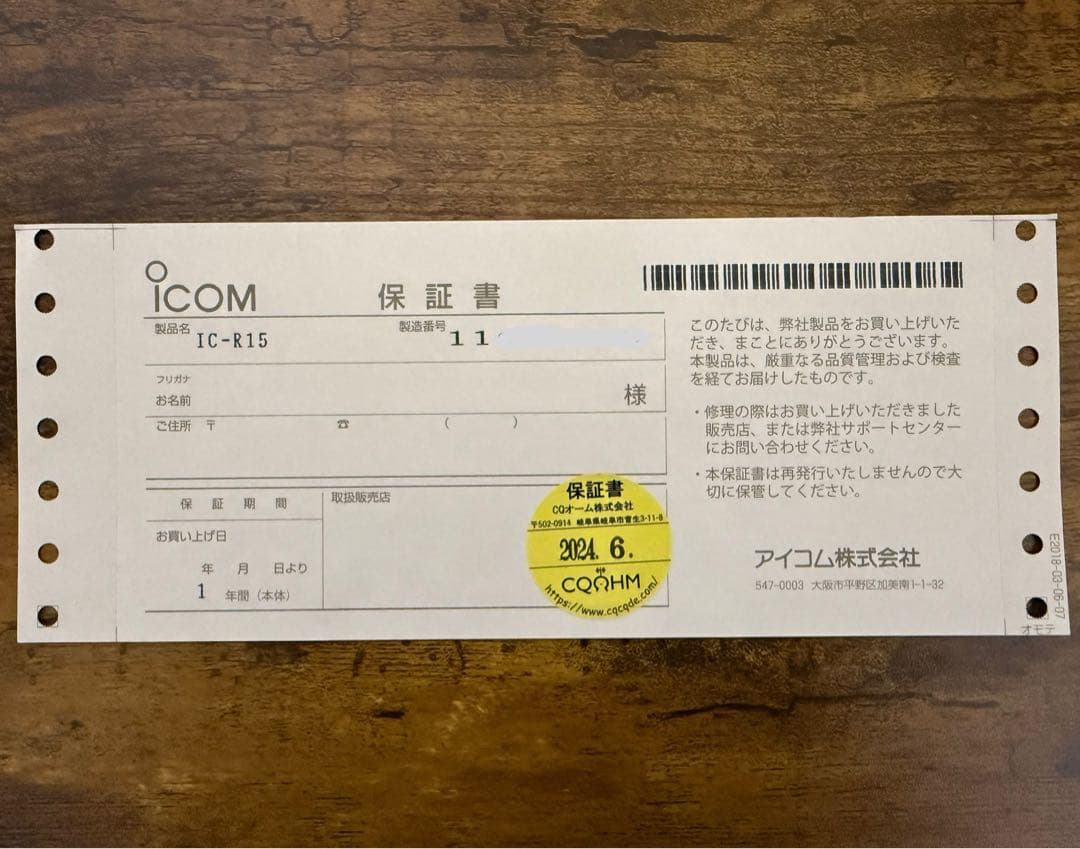 iCOM
保証書
製品名 IC-R15
製造番号 11
フリガナ
お名前 様
ご住所 〒 ☎ ( )
保証期間
お買い上げ日
年 月 日より
1 年間 (本体)
取扱販売店
保証書
CQオーム株式会社
〒502-0914 岐阜県岐阜市菅生3-11-8
2024. 6.
CQOHM
https://www.cqcqde.com/
このたびは、弊社製品をお買い上げいた
だき、まことにありがとうございます。
本製品は、厳重なる品質管理および検査
を経てお届けしたものです。
・修理の際はお買い上げいただきました
販売店、または弊社サポートセンター
にお問い合わせください。
・本保証書は再発行いたしませんので大
切に保管してください。
アイコム株式会社
547-0003 大阪市平野区加美南1-1-32
E2018-03-06-07
オモテ